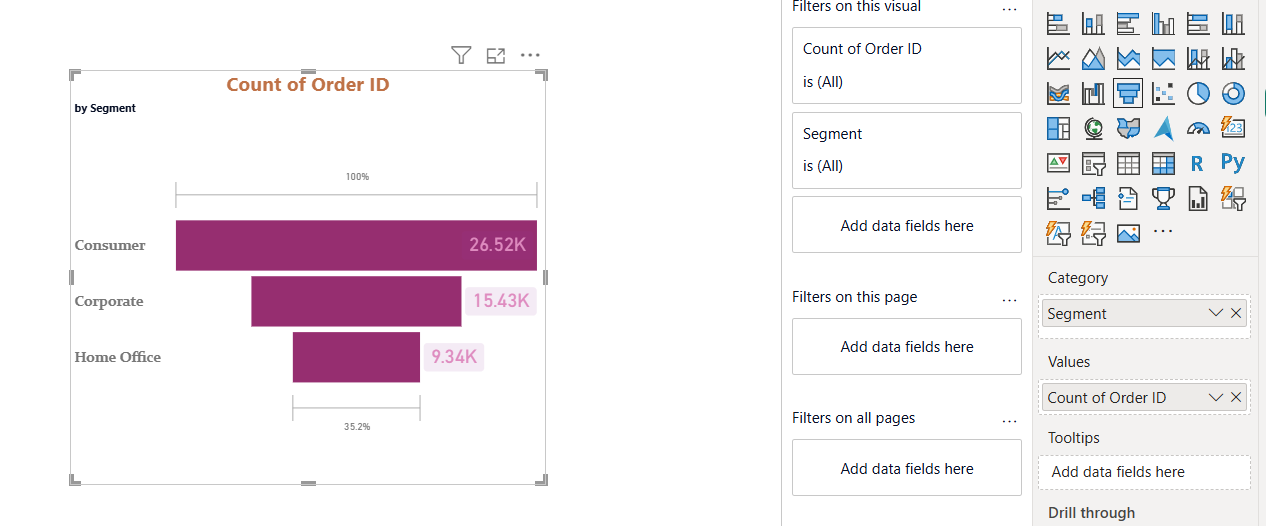 Count of Order ID
by Segment
100%
Consumer
26.52K
Corporate
15.43K
Home Office
9.34K
35.2%
Filters on this visual
...
Count of Order ID
is (All)
Segment
is (All)
Add data fields here
Filters on this page
...
Add data fields here
Filters on all pages
...
Add data fields here
123
R
Py
A
...
Category
Segment
Values
Count of Order ID
Tooltips
Add data fields here
Drill through